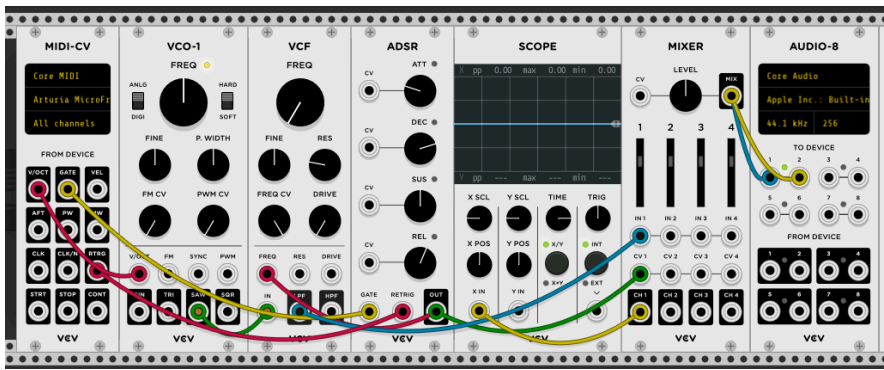 MIDI-CV
Core MIDI
Arturia MicroFr
All channels
FROM DEVICE
V/OCT GATE VEL
AFT PW MW
CLK CLK/N RTRG
STRT STOP CONT
VCV
VCO-1
FREQ
ANLG HARD
DIGI SOFT
FINE P. WIDTH
FM CV PWM CV
V/OCT FM SYNC PWM
TRI SAW SQR
VCV
VCF
FREQ
FINE RES
FREQ CV DRIVE
FREQ RES DRIVE
IN LPF HPF
VCV
ADSR
CV ATT
CV DEC
CV SUS
CV REL
GATE RETRIG OUT
VCV
SCOPE
X pp 0.00 max 0.00 min 0.00
Y pp --- max --- min ---
X SCL Y SCL TIME TRIG
X POS Y POS X/Y INT
X×Y EXT
X IN Y IN
VCV
MIXER
CV LEVEL MIX
1 2 3 4
IN 1 IN 2 IN 3 IN 4
CV 1 CV 2 CV 3 CV 4
CH 1 CH 2 CH 3 CH 4
VCV
AUDIO-8
Core Audio
Apple Inc.: Built-in
44.1 kHz 256
TO DEVICE
1 2 3 4
5 6 7 8
FROM DEVICE
1 2 3 4
5 6 7 8
VCV